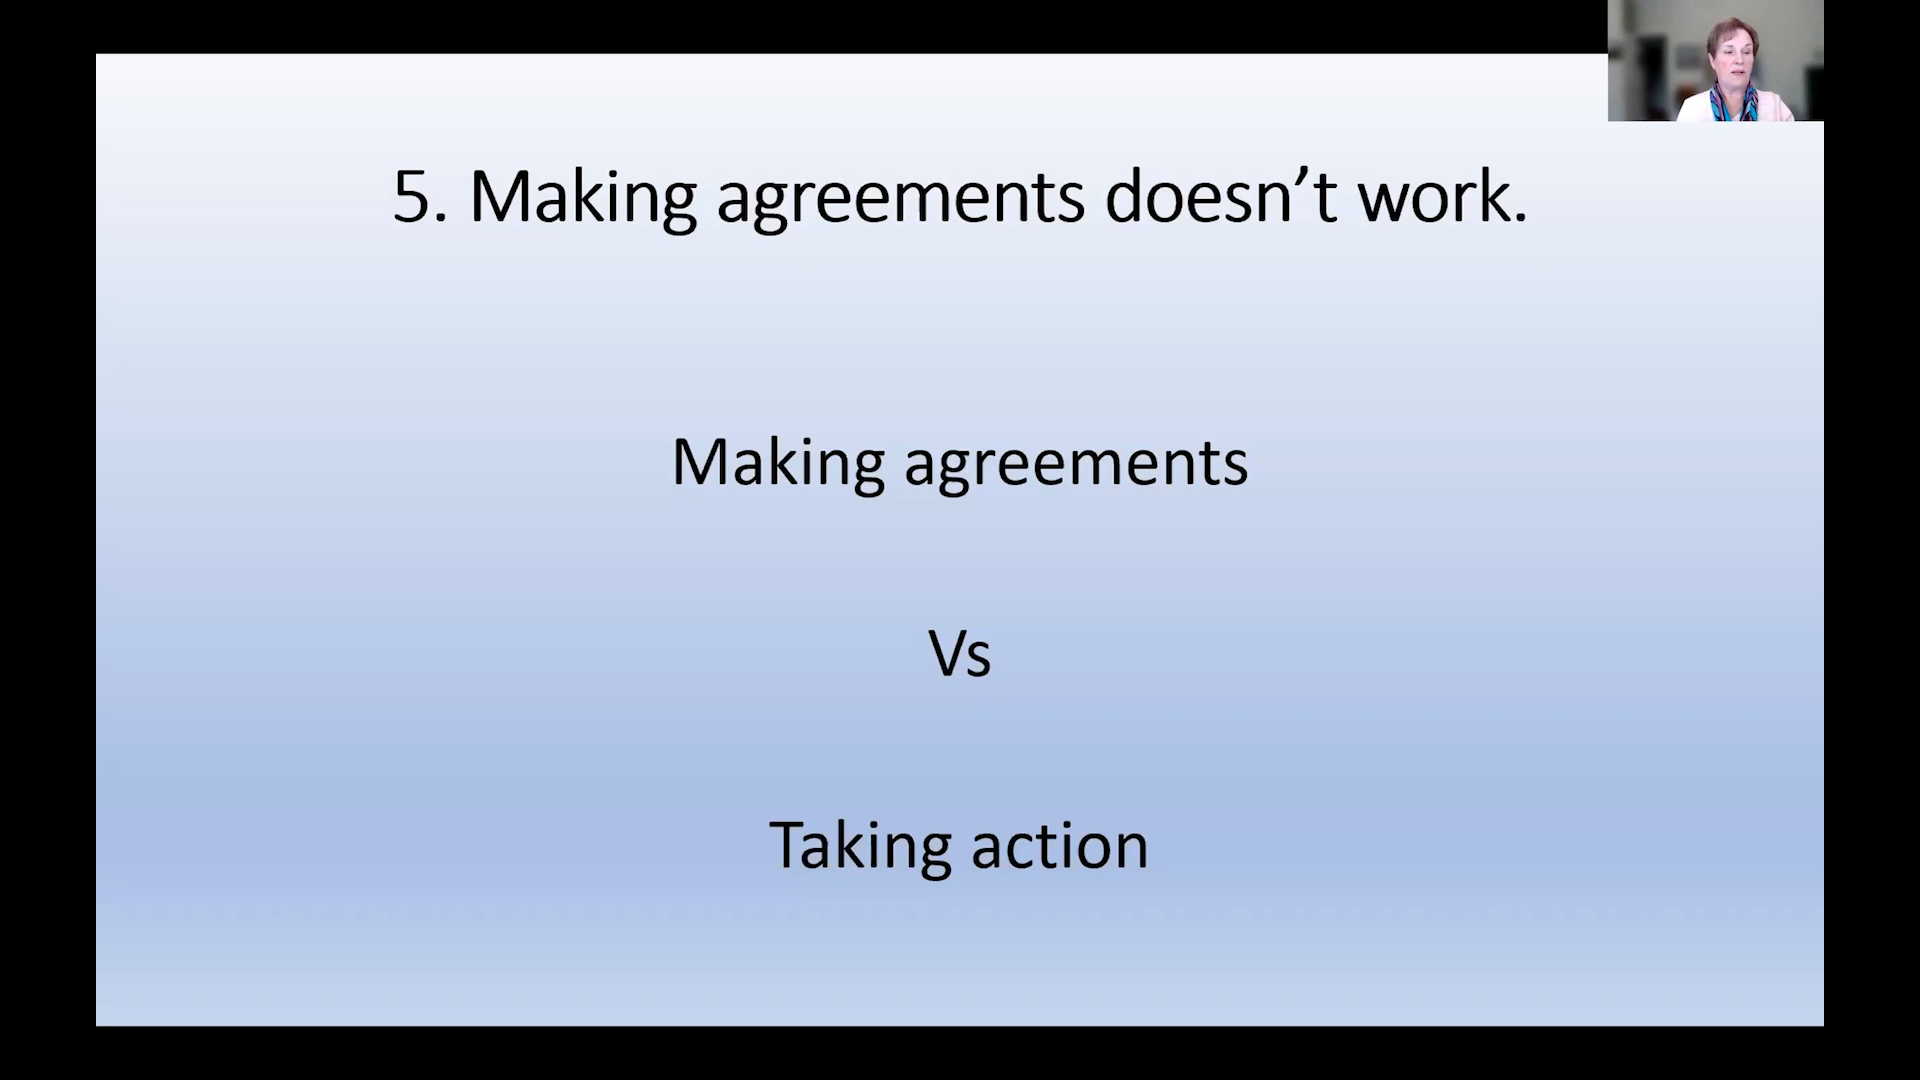 5. Making agreements doesn’t work.
Making agreements
Vs
Taking action